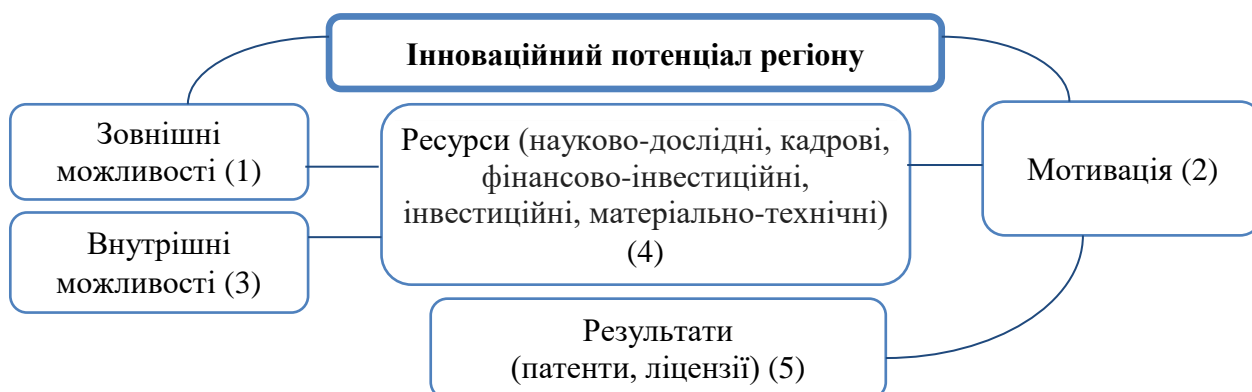 Інноваційний потенціал регіону
Зовнішні
можливості (1)
Ресурси (науково-дослідні, кадрові,
фінансово-інвестиційні,
інвестиційні, матеріально-технічні)
(4)
Мотивація (2)
Внутрішні
можливості (3)
Результати
(патенти, ліцензії) (5)